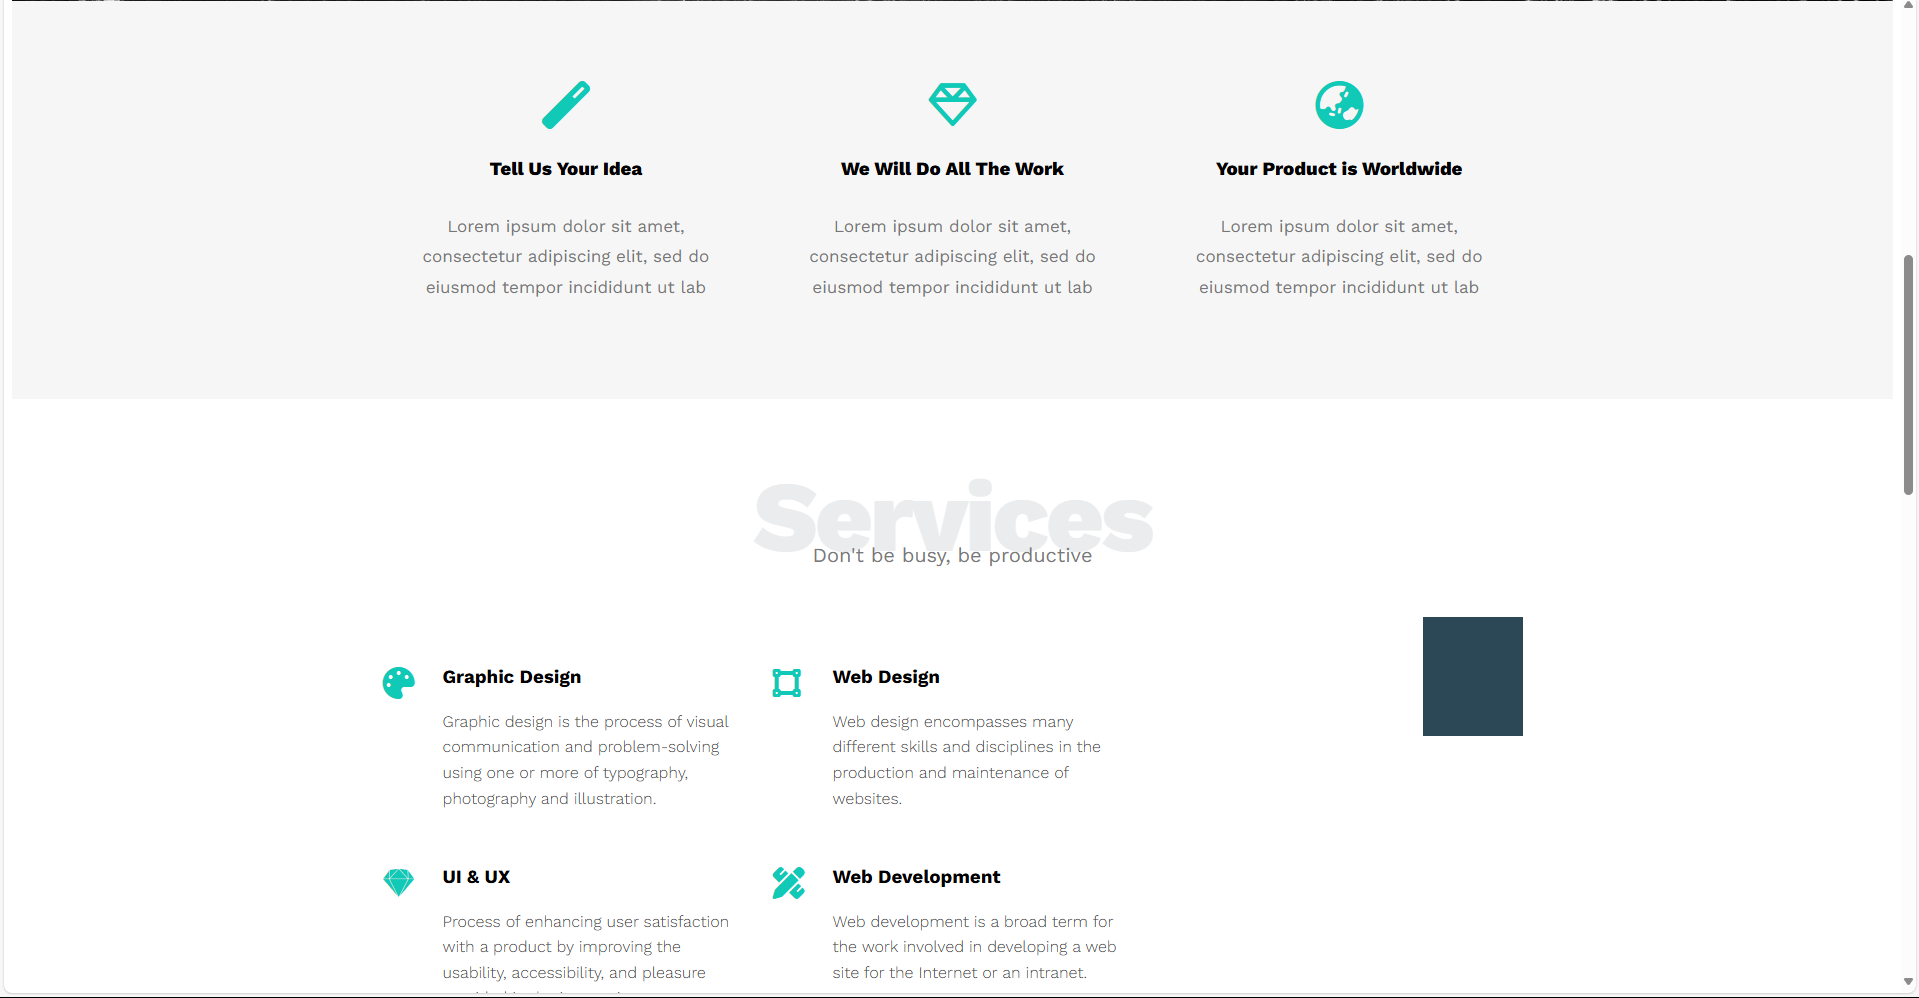 Tell Us Your Idea
Lorem ipsum dolor sit amet,
consectetur adipiscing elit, sed do
eiusmod tempor incididunt ut lab
We Will Do All The Work
Lorem ipsum dolor sit amet,
consectetur adipiscing elit, sed do
eiusmod tempor incididunt ut lab
Your Product is Worldwide
Lorem ipsum dolor sit amet,
consectetur adipiscing elit, sed do
eiusmod tempor incididunt ut lab
Services
Don't be busy, be productive
Graphic Design
Graphic design is the process of visual
communication and problem-solving
using one or more of typography,
photography and illustration.
Web Design
Web design encompasses many
different skills and disciplines in the
production and maintenance of
websites.
UI & UX
Process of enhancing user satisfaction
with a product by improving the
usability, accessibility, and pleasure
Web Development
Web development is a broad term for
the work involved in developing a web
site for the Internet or an intranet.